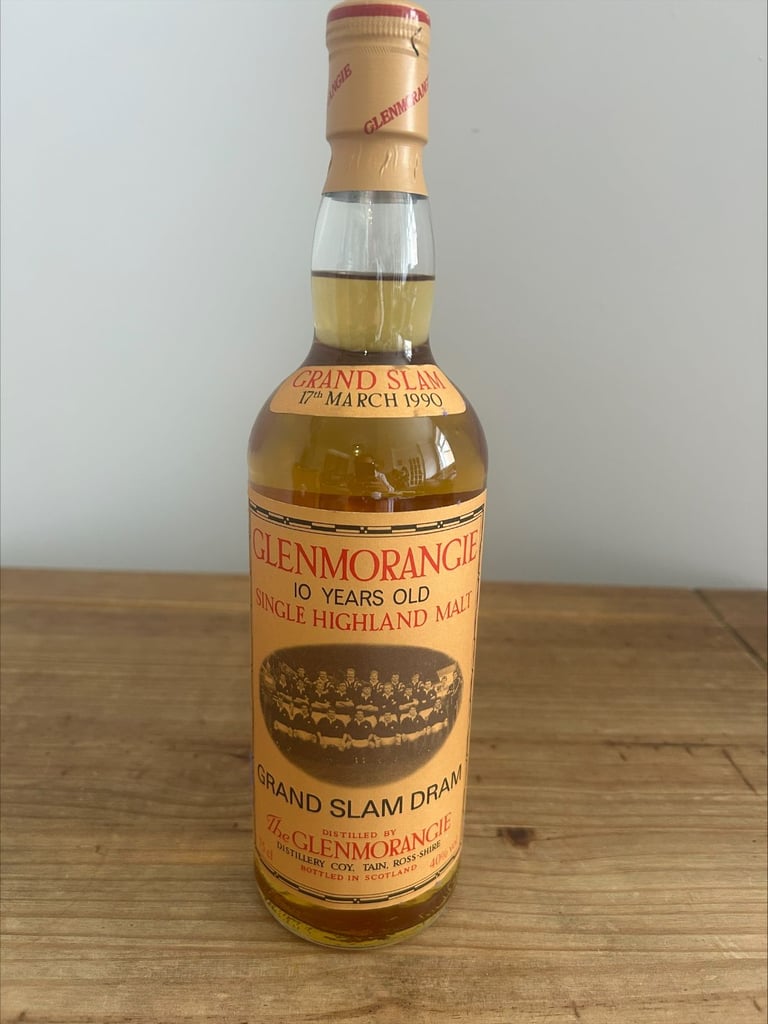 GLENMORANGIE
GRAND SLAM
17th MARCH 1990
GLENMORANGIE
10 YEARS OLD
SINGLE HIGHLAND MALT
GRAND SLAM DRAM
DISTILLED BY
The GLENMORANGIE
DISTILLERY COY, TAIN, ROSS-SHIRE
40% vol
BOTTLED IN SCOTLAND